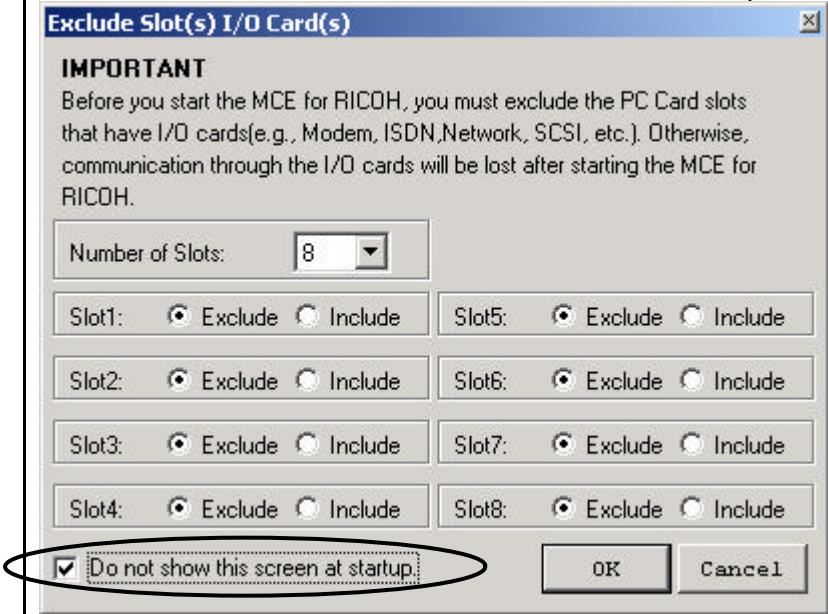 Exclude Slot(s) I/O Card(s)
IMPORTANT
Before you start the MCE for RICOH, you must exclude the PC Card slots
that have I/O cards(e.g., Modem, ISDN,Network, SCSI, etc.). Otherwise,
communication through the I/O cards will be lost after starting the MCE for
RICOH.
Number of Slots: 8
Slot1: Exclude Include Slot5: Exclude Include
Slot2: Exclude Include Slot6: Exclude Include
Slot3: Exclude Include Slot7: Exclude Include
Slot4: Exclude Include Slot8: Exclude Include
Do not show this screen at startup. OK Cancel